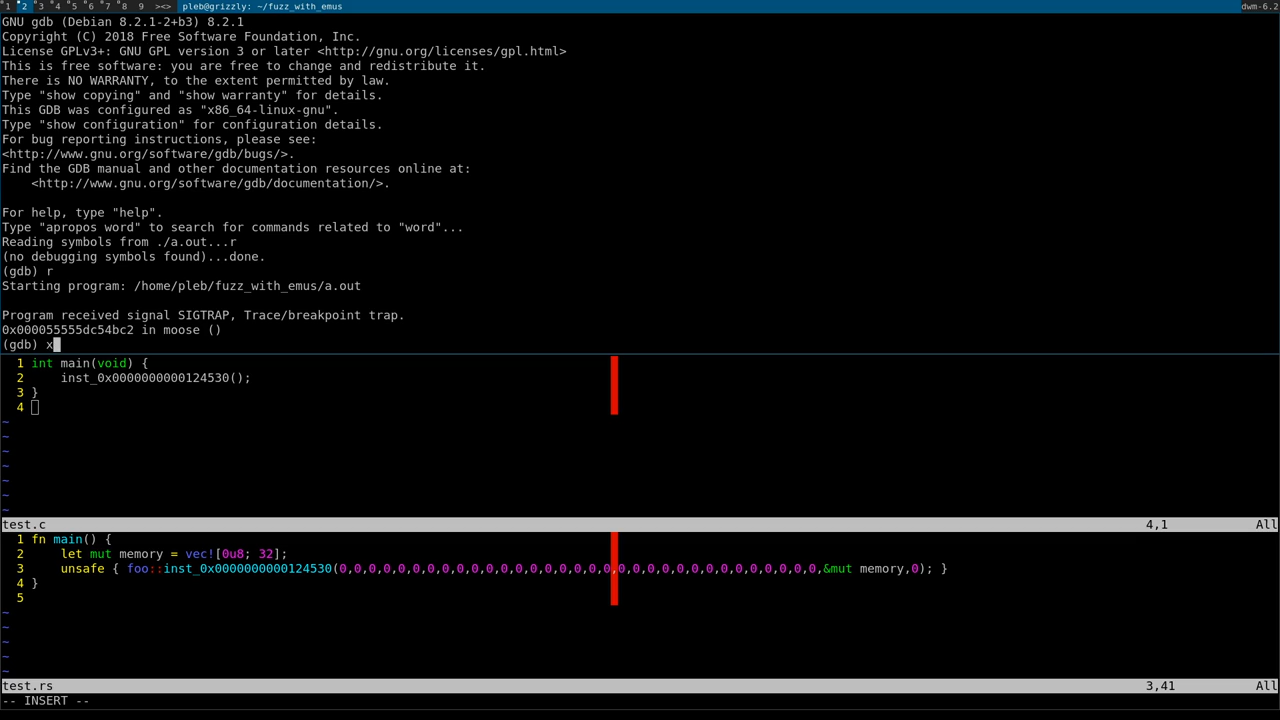 1 2 3 4 5 6 7 8 9 ><> pleb@grizzly: ~/fuzz_with_emus dwm-6.2
GNU gdb (Debian 8.2.1-2+b3) 8.2.1
Copyright (C) 2018 Free Software Foundation, Inc.
License GPLv3+: GNU GPL version 3 or later <http://gnu.org/licenses/gpl.html>
This is free software: you are free to change and redistribute it.
There is NO WARRANTY, to the extent permitted by law.
Type "show copying" and "show warranty" for details.
This GDB was configured as "x86_64-linux-gnu".
Type "show configuration" for configuration details.
For bug reporting instructions, please see:
<http://www.gnu.org/software/gdb/bugs/>.
Find the GDB manual and other documentation resources online at:
    <http://www.gnu.org/software/gdb/documentation/>.
For help, type "help".
Type "apropos word" to search for commands related to "word"...
Reading symbols from ./a.out...r
(no debugging symbols found)...done.
(gdb) r
Starting program: /home/pleb/fuzz_with_emus/a.out
Program received signal SIGTRAP, Trace/breakpoint trap.
0x000055555dc54bc2 in moose ()
(gdb) x
1 int main(void) {
2     inst_0x0000000000124530();
3 }
4
~
~
~
~
~
~
~
test.c 4,1 All
1 fn main() {
2     let mut memory = vec![0u8; 32];
3     unsafe { foo::inst_0x0000000000124530(0,0,0,0,0,0,0,0,0,0,0,0,0,0,0,0,0,0,0,0,0,0,0,0,0,0,0,0,0,0,0,0,0,&mut memory,0); }
4 }
5
~
~
~
~
~
test.rs 3,41 All
-- INSERT --